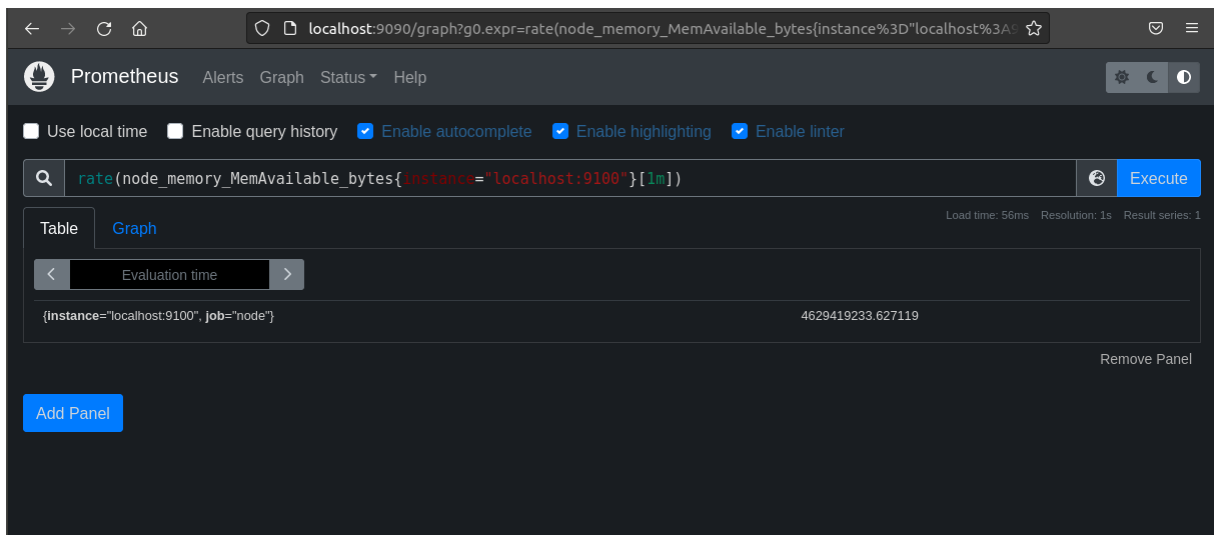 localhost:9090/graph?g0.expr=rate(node_memory_MemAvailable_bytes{instance%3D"localhost%3A9
Prometheus Alerts Graph Status Help
Use local time Enable query history Enable autocomplete Enable highlighting Enable linter
rate(node_memory_MemAvailable_bytes{instance="localhost:9100"}[1m]) Execute
Load time: 56ms Resolution: 1s Result series: 1
Table Graph
Evaluation time
{instance="localhost:9100", job="node"} 4629419233.627119
Remove Panel
Add Panel